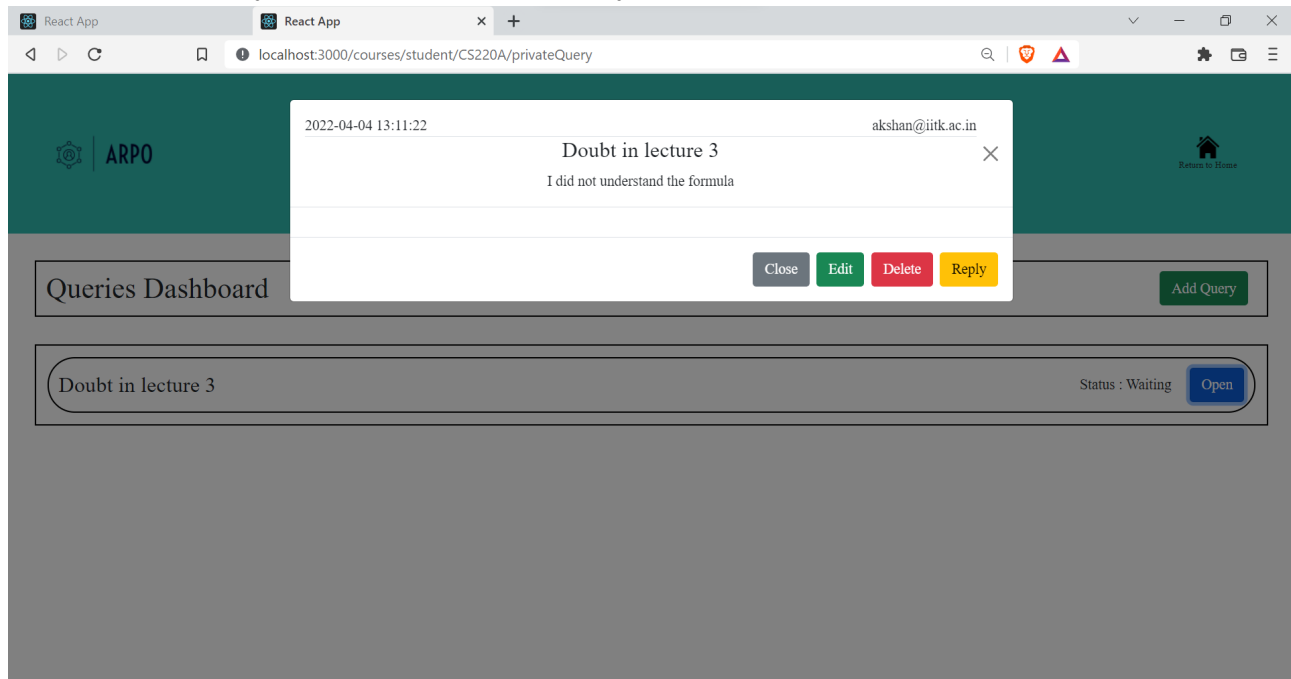 React App
React App
localhost:3000/courses/student/CS220A/privateQuery
2022-04-04 13:11:22 akshan@iitk.ac.in
ARPO
Doubt in lecture 3
Return to Home
I did not understand the formula
Close Edit Delete Reply
Queries Dashboard
Add Query
Doubt in lecture 3 Status : Waiting Open